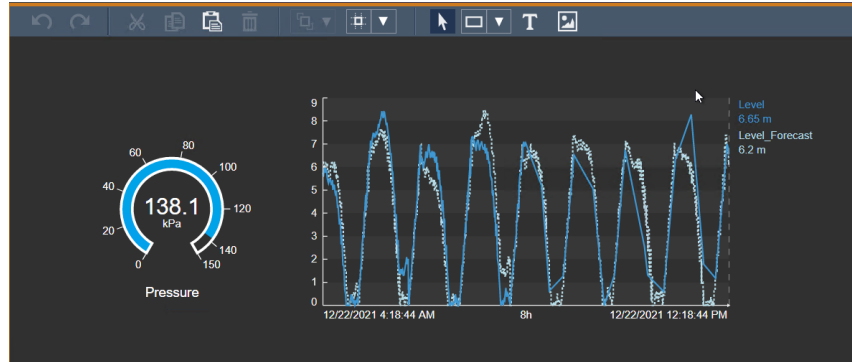 T
80
60
100
40
120
20
140
0
150
138.1
kPa
Pressure
9
8
7
6
5
4
3
2
1
0
12/22/2021 4:18:44 AM
8h
12/22/2021 12:18:44 PM
Level
6.65 m
Level_Forecast
6.2 m